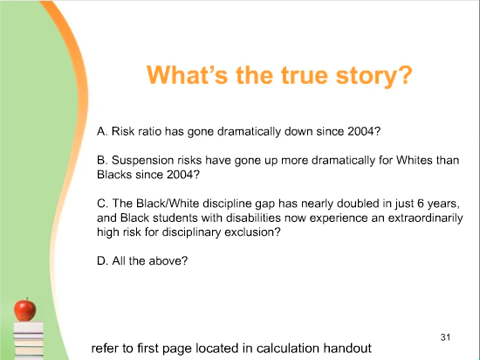 What's the true story?
A. Risk ratio has gone dramatically down since 2004?
B. Suspension risks have gone up more dramatically for Whites than
Blacks since 2004?
C. The Black/White discipline gap has nearly doubled in just 6 years,
and Black students with disabilities now experience an extraordinarily
high risk for disciplinary exclusion?
D. All the above?
31
refer to first page located in calculation handout